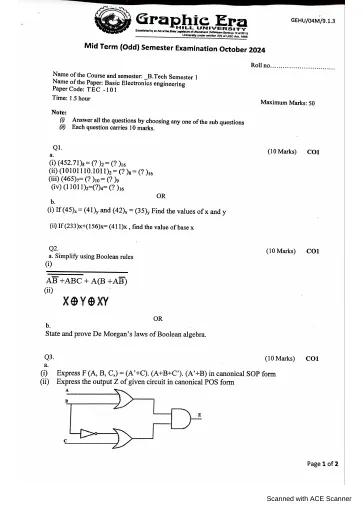 GEHU/04M/9.1.3
Graphic Era
HILL UNIVERSITY
Mid Term (Odd) Semester Examination October 2024
Roll no............................
Name of the Course and semester: _B.Tech Semester 1
Name of the Paper: Basic Electronics engineering
Paper Code: TEC -101
Time: 1.5 hour
Maximum Marks: 50
Note:
(i) Answer all the questions by choosing any one of the sub questions
(ii) Each question carries 10 marks.
Q1. (10 Marks) CO1
a.
(i) (452.71)₈ = (? )₂= (? )₁₆
(ii) (10101110.1011)₂ = (? )₈ = (? )₁₆
(iii) (465)₇= (? )₁₀ = (? )₉
(iv) (11011)₂=(?)₈= (? )₁₆
OR
b.
(i) If (45)ₓ = (41)ᵧ and (42)ₓ = (35)ᵧ Find the values of x and y
(ii) If (233)x+(156)x= (411)x , find the value of base x
Q2. (10 Marks) CO1
a. Simplify using Boolean rules
(i)
AB̅ +ABC + A(B +AB̅)
(ii)
X⊕Y⊕XY
OR
b.
State and prove De Morgan's laws of Boolean algebra.
Q3. (10 Marks) CO1
a.
(i) Express F (A, B, C,) = (A’+C). (A+B+C’). (A’+B) in canonical SOP form
(ii) Express the output Z of given circuit in canonical POS form
A
B
C
Z
Page 1 of 2
Scanned with ACE Scanner